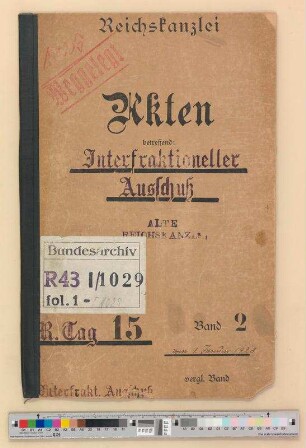 Reichskanzlei
Akten
betreffend:
Interfraktioneller
Ausschuß
ALTE
REICHSKANZLEI
Bundesarchiv
R43 I/1029
fol. 1-
R. Tag 15
Band 2
vergl. Band
Interfrakt. Ausschuß